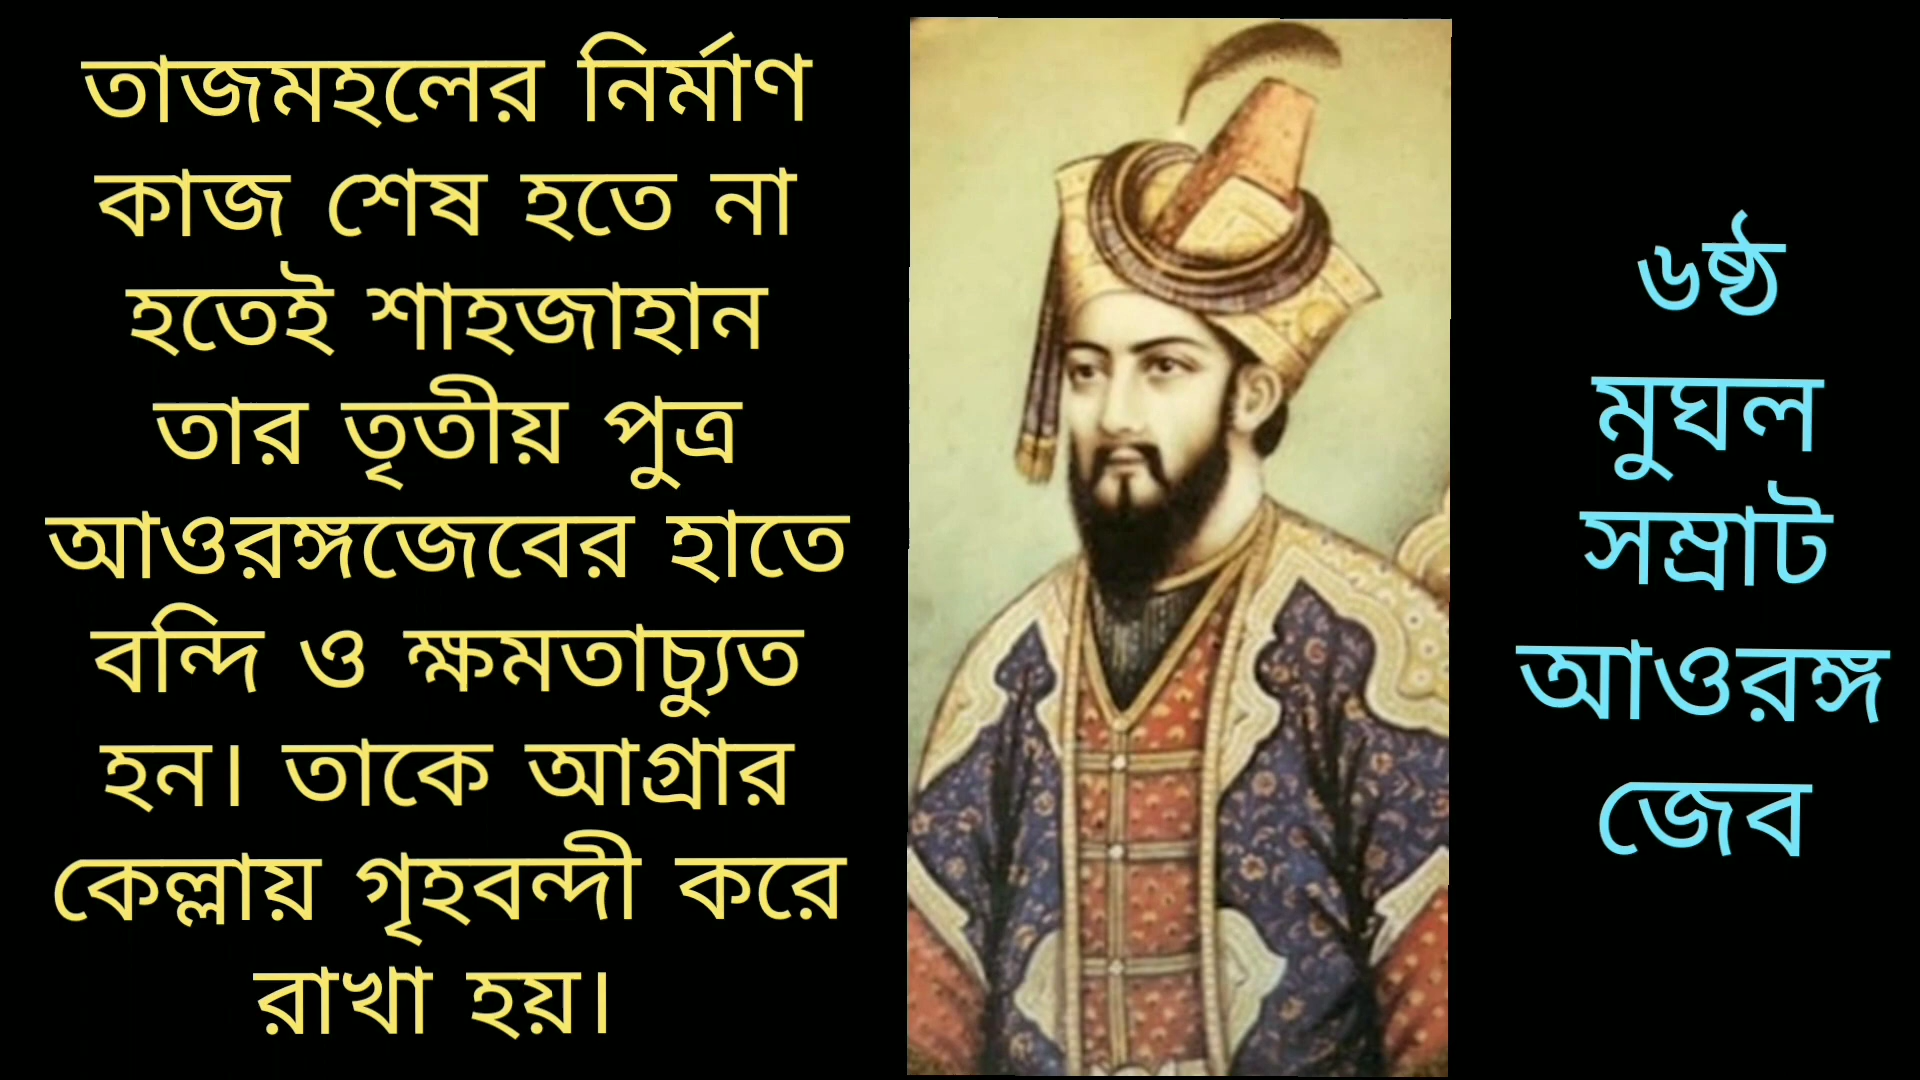 তাজমহলের নির্মাণ
কাজ শেষ হতে না
হতেই শাহজাহান
তার তৃতীয় পুত্র
আওরঙ্গজেবের হাতে
বন্দি ও ক্ষমতাচ্যুত
হন। তাকে আগ্রার
কেল্লায় গৃহবন্দী করে
রাখা হয়।
৬ষ্ঠ
মুঘল
সম্রাট
আওরঙ্গ
জেব